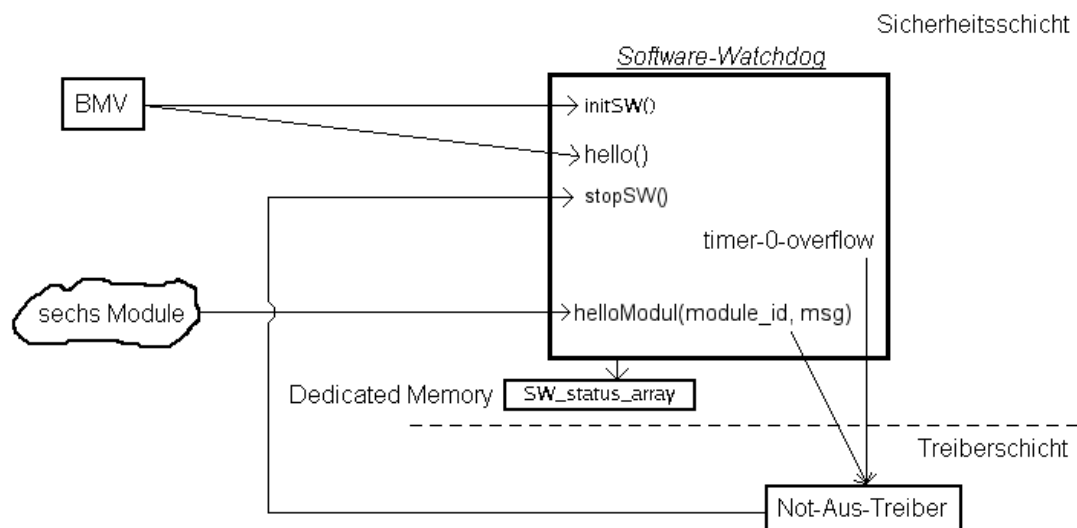 Sicherheitsschicht
Software-Watchdog
BMV
initSW()
hello()
stopSW()
timer-0-overflow
sechs Module
helloModul(module_id, msg)
Dedicated Memory
SW_status_array
Treiberschicht
Not-Aus-Treiber